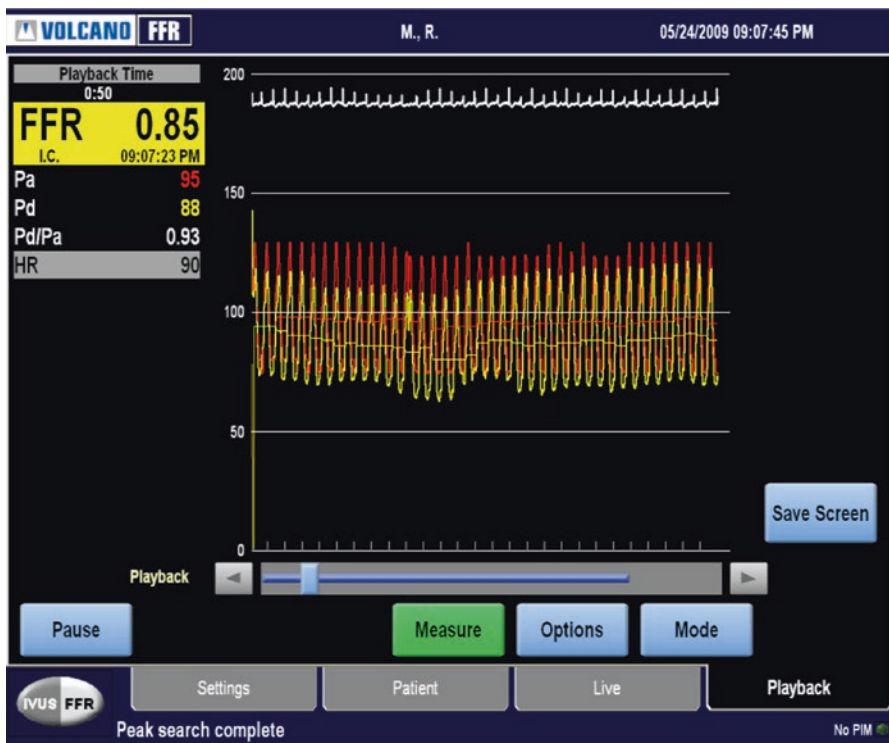 VOLCANO FFR M., R. 05/24/2009 09:07:45 PM
Playback Time
0:50
FFR 0.85
I.C. 09:07:23 PM
Pa 95
Pd 88
Pd/Pa 0.93
HR 90
200
150
100
50
0
Save Screen
Playback
Pause Measure Options Mode
IVUS FFR Settings Patient Live Playback
Peak search complete No PIM